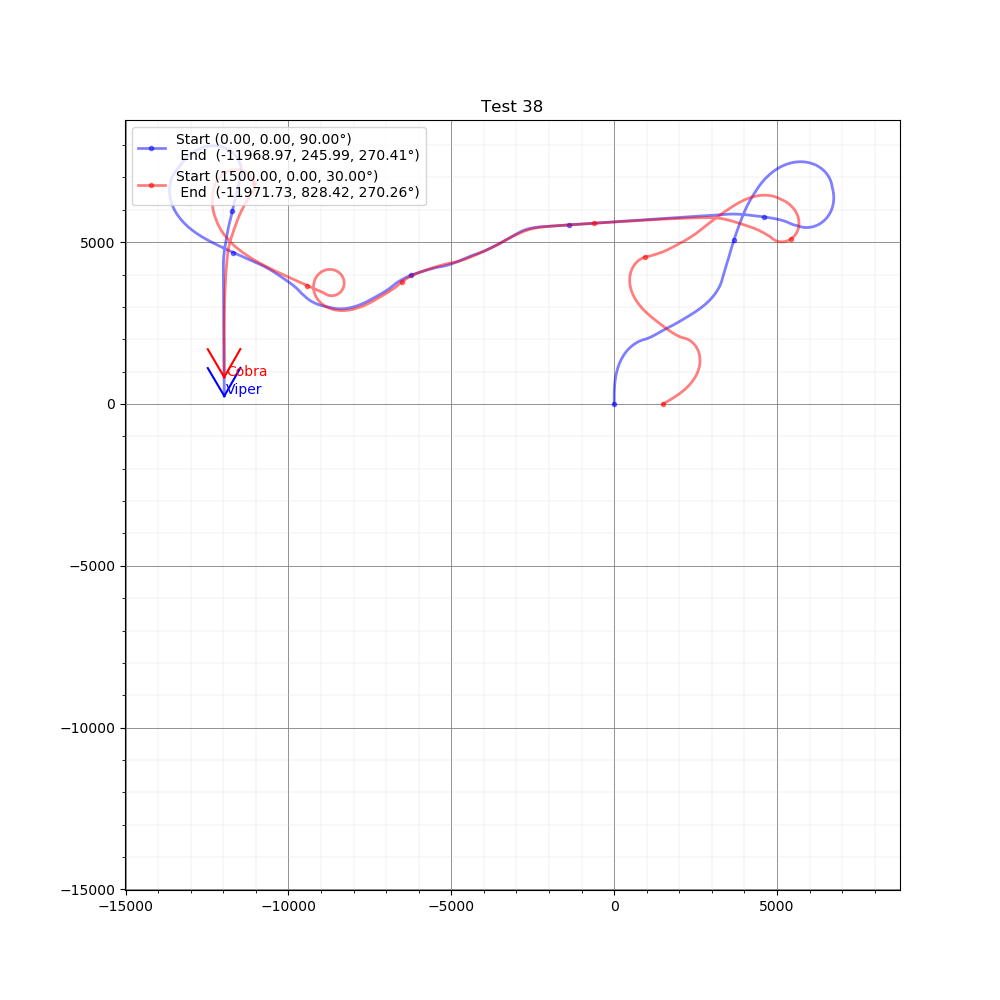 Test 38
Start (0.00, 0.00, 90.00°)
End (-11968.97, 245.99, 270.41°)
Start (1500.00, 0.00, 30.00°)
End (-11971.73, 828.42, 270.26°)
5000
Cobra
Viper
0
−5000
−10000
−15000
−15000
−10000
−5000
0
5000